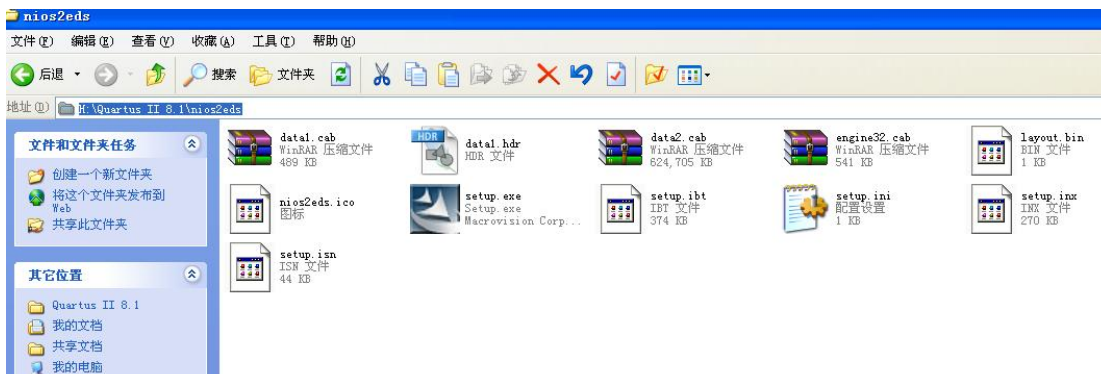 nios2eds
文件(F) 编辑(E) 查看(V) 收藏(A) 工具(T) 帮助(H)
后退 搜索 文件夹
地址(D) H:\Quartus II 8.1\nios2eds
文件和文件夹任务
创建一个新文件夹
将这个文件夹发布到
Web
共享此文件夹
其它位置
Quartus II 8.1
我的文档
共享文档
我的电脑
data1.cab
WinRAR 压缩文件
489 KB
HDR
data1.hdr
HDR 文件
data2.cab
WinRAR 压缩文件
624,705 KB
engine32.cab
WinRAR 压缩文件
541 KB
layout.bin
BIN 文件
1 KB
nios2eds.ico
图标
setup.exe
Setup.exe
Macrovision Corp...
setup.ibt
IBT 文件
374 KB
setup.ini
配置设置
1 KB
setup.inx
INX 文件
270 KB
setup.isn
ISN 文件
44 KB